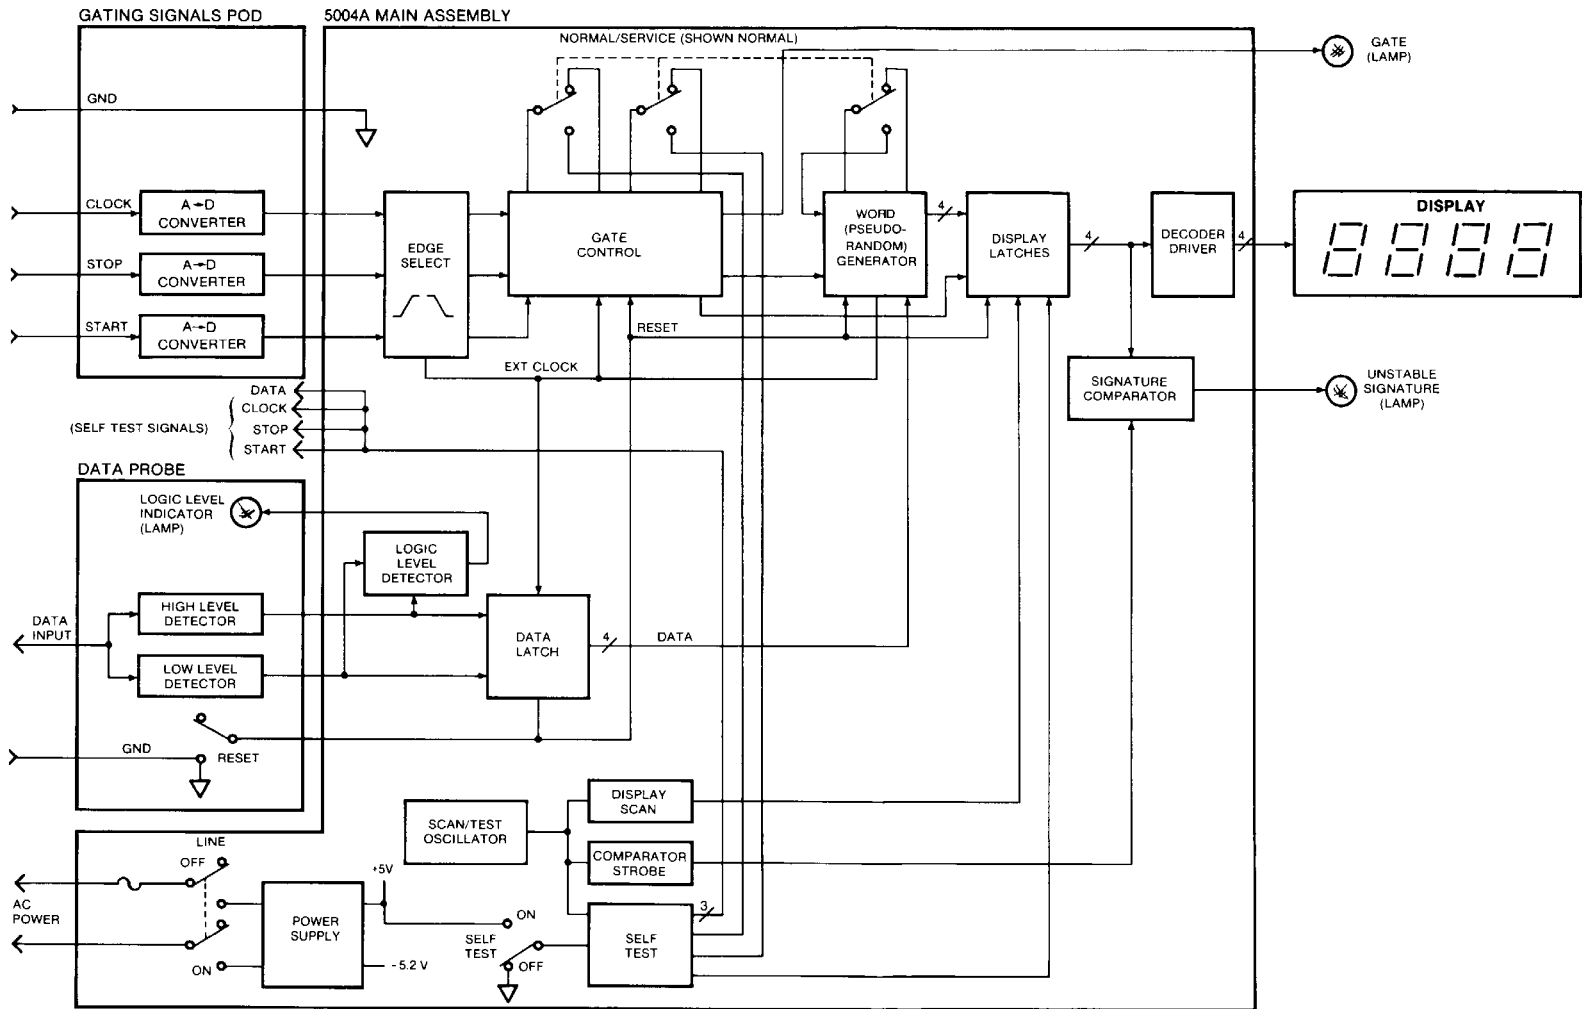 GATING SIGNALS POD
5004A MAIN ASSEMBLY
NORMAL/SERVICE (SHOWN NORMAL)
GATE
(LAMP)
GND
CLOCK
A→D
CONVERTER
STOP
A→D
CONVERTER
START
A→D
CONVERTER
EDGE
SELECT
GATE
CONTROL
WORD
(PSEUDO-
RANDOM)
GENERATOR
4
DISPLAY
LATCHES
4
DECODER
DRIVER
4
DISPLAY
8888
RESET
EXT CLOCK
SIGNATURE
COMPARATOR
UNSTABLE
SIGNATURE
(LAMP)
DATA
CLOCK
(SELF TEST SIGNALS)
STOP
START
DATA PROBE
LOGIC LEVEL
INDICATOR
(LAMP)
LOGIC
LEVEL
DETECTOR
DATA
INPUT
HIGH LEVEL
DETECTOR
LOW LEVEL
DETECTOR
DATA
LATCH
4
DATA
GND
RESET
DISPLAY
SCAN
SCAN/TEST
OSCILLATOR
COMPARATOR
STROBE
LINE
OFF
AC
POWER
ON
POWER
SUPPLY
+5V
-5.2 V
SELF
TEST
ON
OFF
SELF
TEST
3